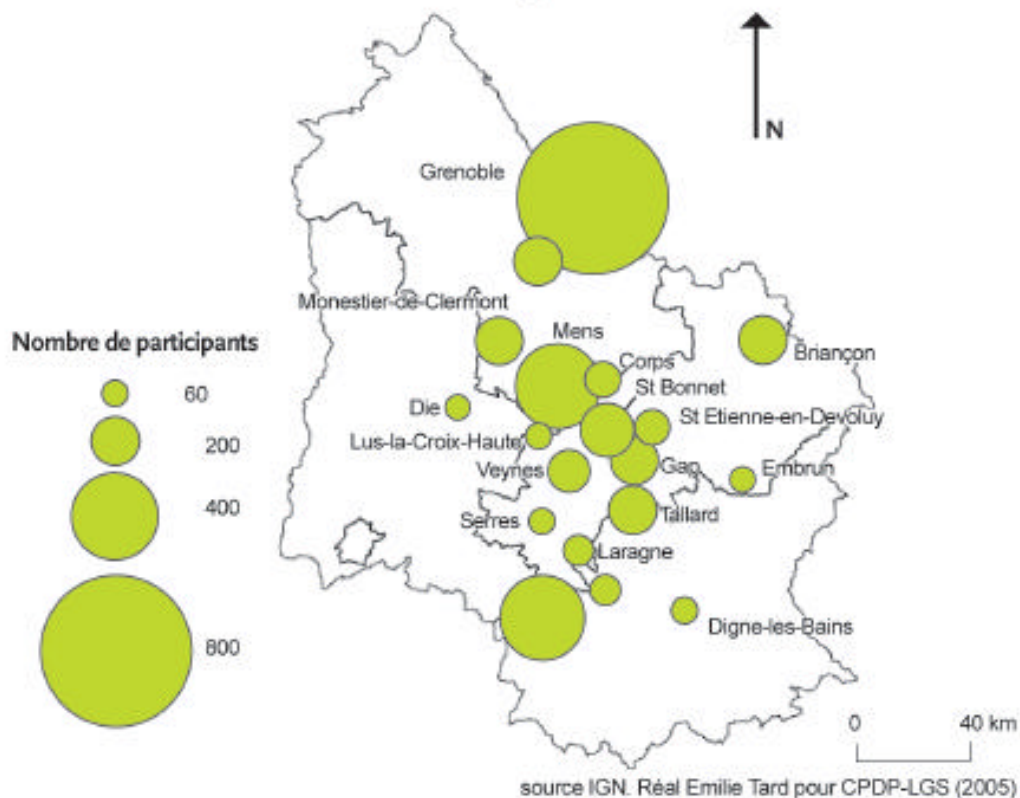 N
Grenoble
Monestier-de-Clermont
Nombre de participants
60
200
400
800
Mens
Corps
Briançon
St Bonnet
Die
St Etienne-en-Devoluy
Lus-la-Croix-Haute
Veynes
Gap
Embrun
Serres
Tallard
Laragne
Digne-les-Bains
0 40 km
source IGN. Réal Emilie Tard pour CPDP-LGS (2005)